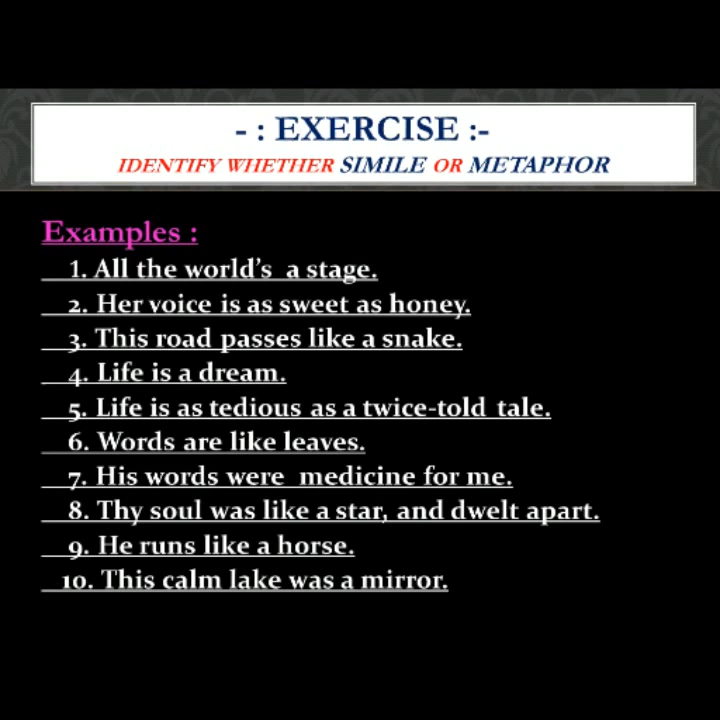 - : EXERCISE :-
IDENTIFY WHETHER SIMILE OR METAPHOR
Examples :
1. All the world’s a stage.
2. Her voice is as sweet as honey.
3. This road passes like a snake.
4. Life is a dream.
5. Life is as tedious as a twice-told tale.
6. Words are like leaves.
7. His words were medicine for me.
8. Thy soul was like a star, and dwelt apart.
9. He runs like a horse.
10. This calm lake was a mirror.